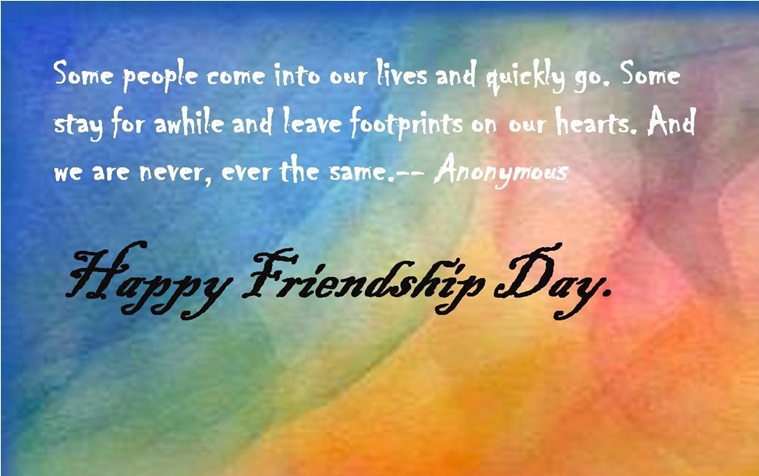 Some people come into our lives and quickly go. Some
stay for awhile and leave footprints on our hearts. And
we are never, ever the same.-- Anonymous
Happy Friendship Day.